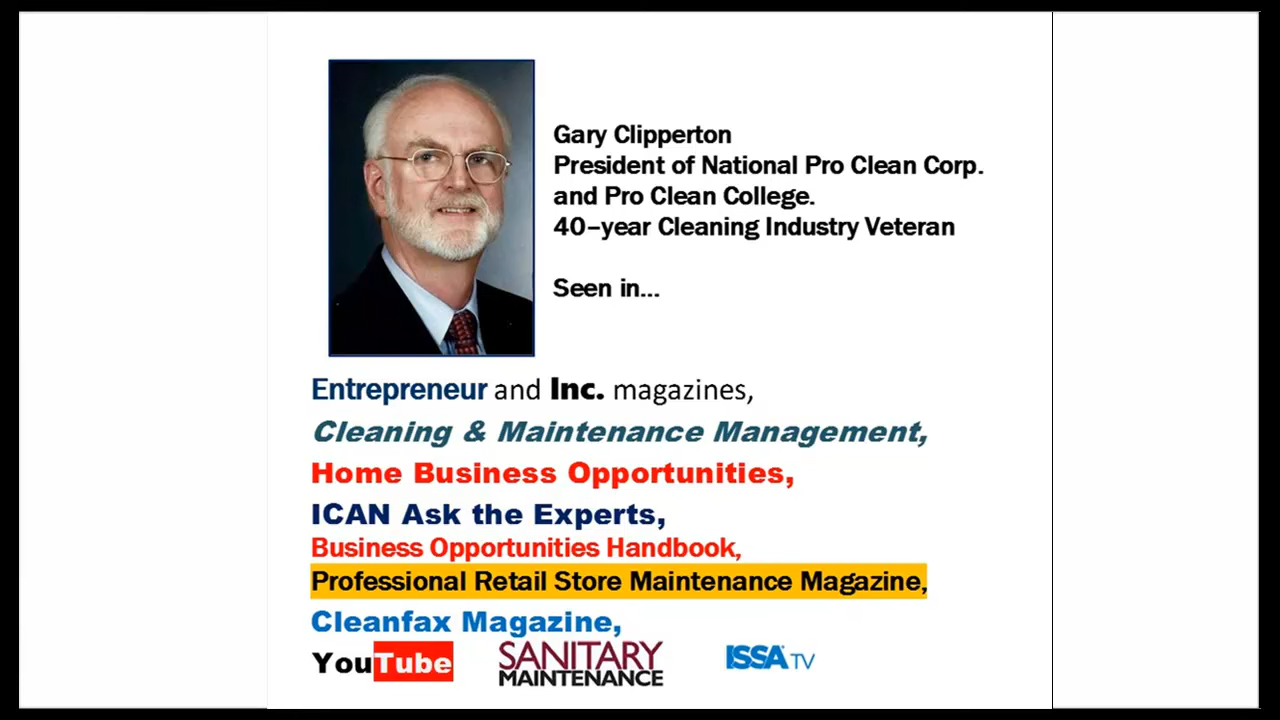 Gary Clipperton
President of National Pro Clean Corp.
and Pro Clean College.
40–year Cleaning Industry Veteran
Seen in...
Entrepreneur and Inc. magazines,
Cleaning & Maintenance Management,
Home Business Opportunities,
ICAN Ask the Experts,
Business Opportunities Handbook,
Professional Retail Store Maintenance Magazine,
Cleanfax Magazine,
YouTube
SANITARY
MAINTENANCE
ISSA TV